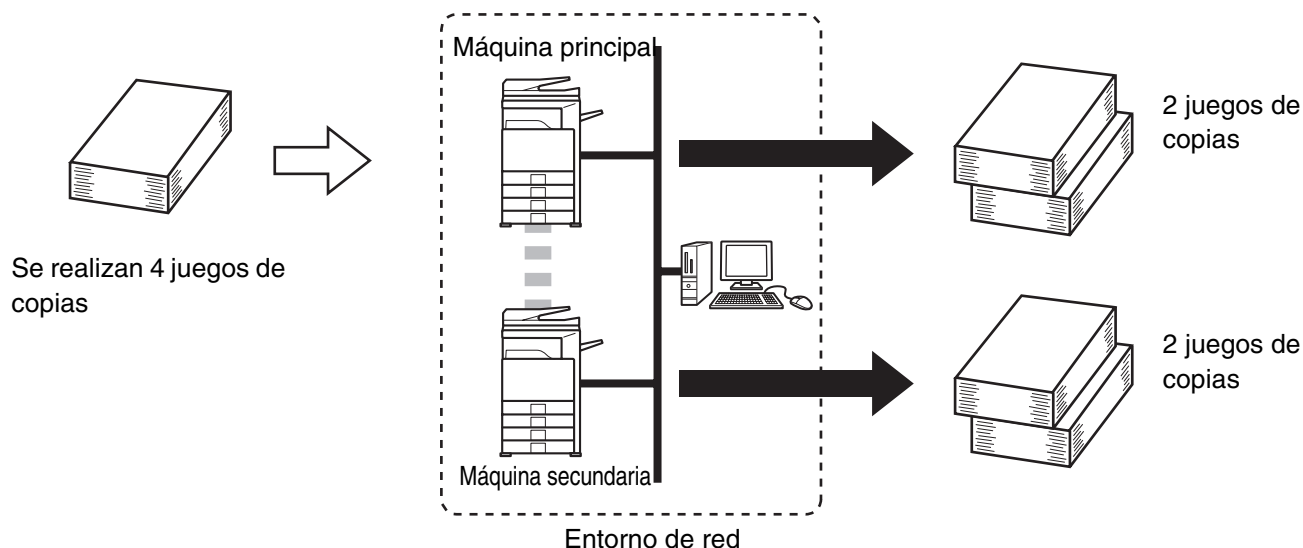 Máquina principal
2 juegos de
copias
Se realizan 4 juegos de
copias
2 juegos de
copias
Máquina secundaria
Entorno de red